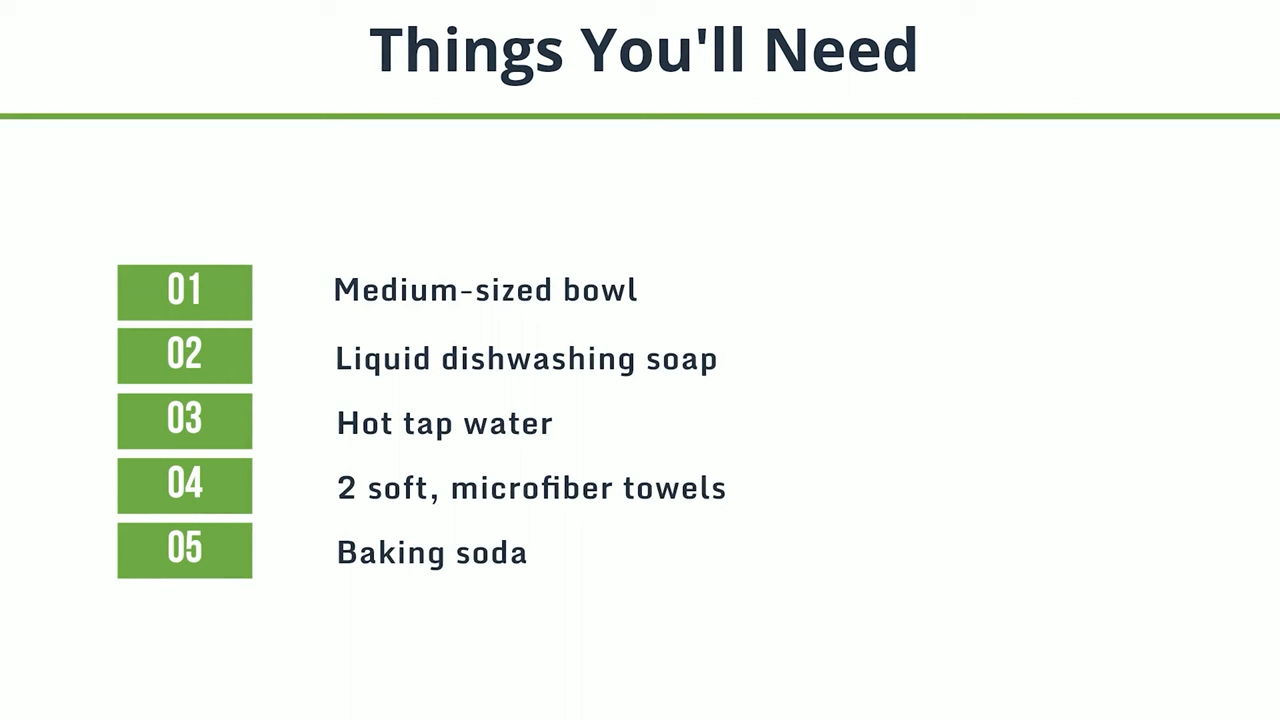 Things You'll Need
01 Medium-sized bowl
02 Liquid dishwashing soap
03 Hot tap water
04 2 soft, microfiber towels
05 Baking soda